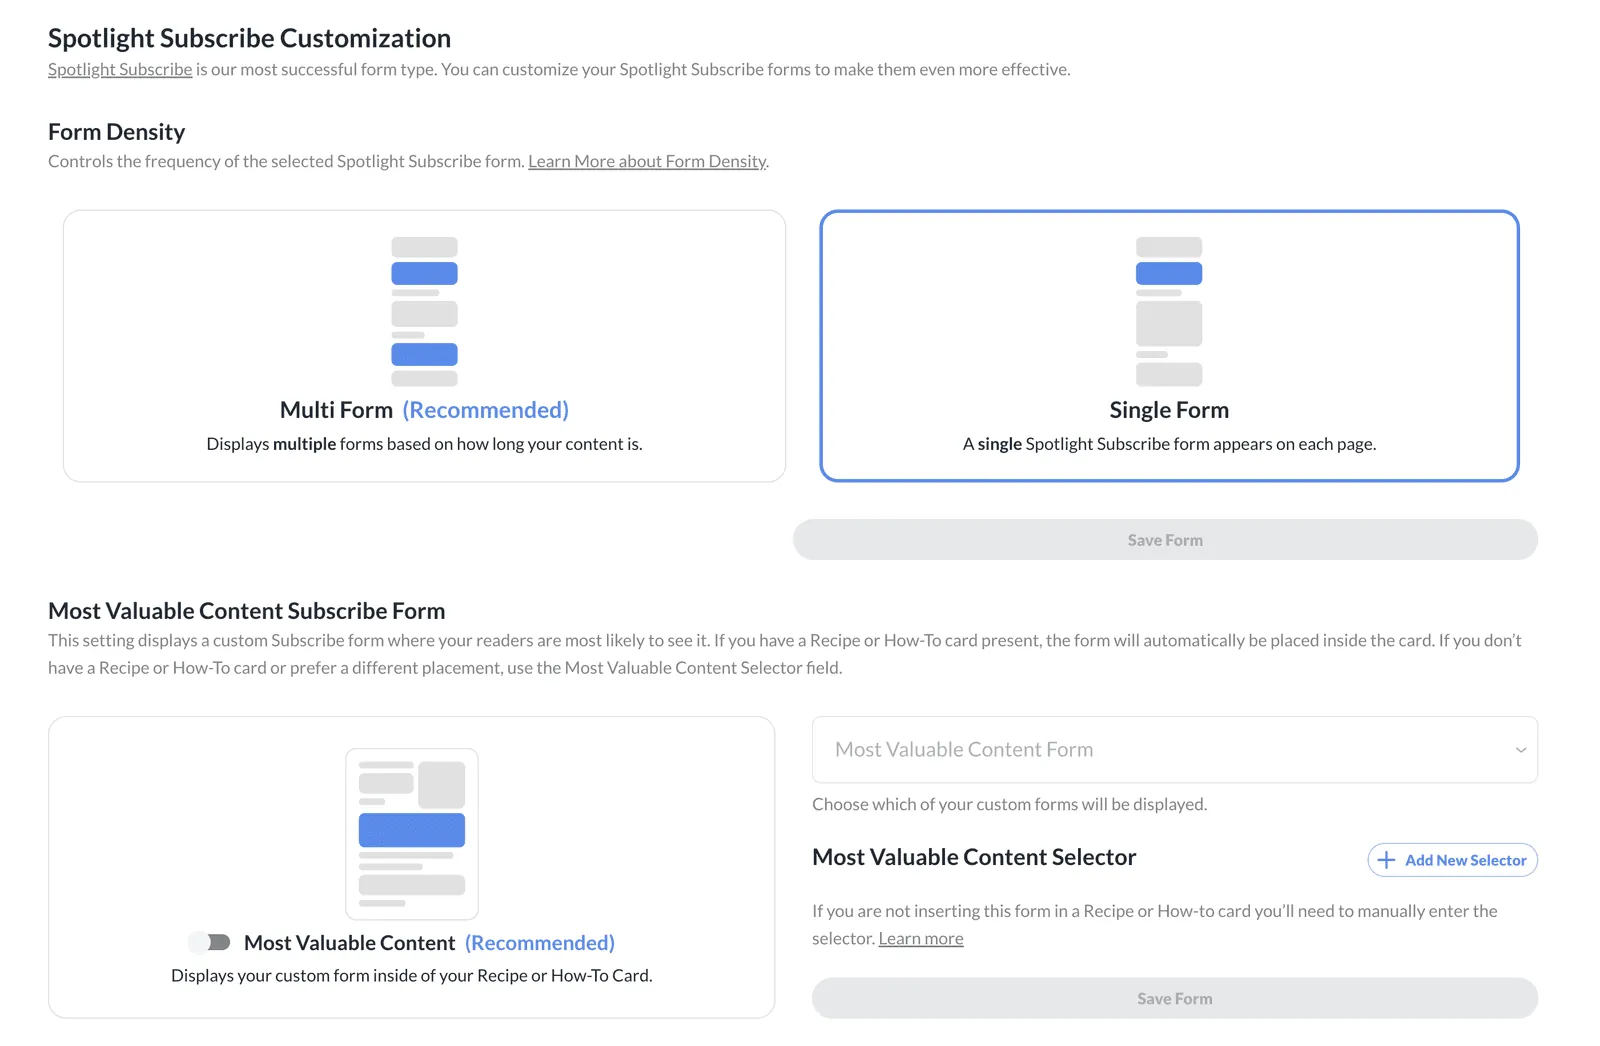 Spotlight Subscribe Customization
Spotlight Subscribe is our most successful form type. You can customize your Spotlight Subscribe forms to make them even more effective.
Form Density
Controls the frequency of the selected Spotlight Subscribe form. Learn More about Form Density.
Multi Form (Recommended)
Displays multiple forms based on how long your content is.
Single Form
A single Spotlight Subscribe form appears on each page.
Save Form
Most Valuable Content Subscribe Form
This setting displays a custom Subscribe form where your readers are most likely to see it. If you have a Recipe or How-To card present, the form will automatically be placed inside the card. If you don’t
have a Recipe or How-To card or prefer a different placement, use the Most Valuable Content Selector field.
Most Valuable Content (Recommended)
Displays your custom form inside of your Recipe or How-To Card.
Most Valuable Content Form
Choose which of your custom forms will be displayed.
Most Valuable Content Selector
Add New Selector
If you are not inserting this form in a Recipe or How-to card you’ll need to manually enter the
selector. Learn more
Save Form